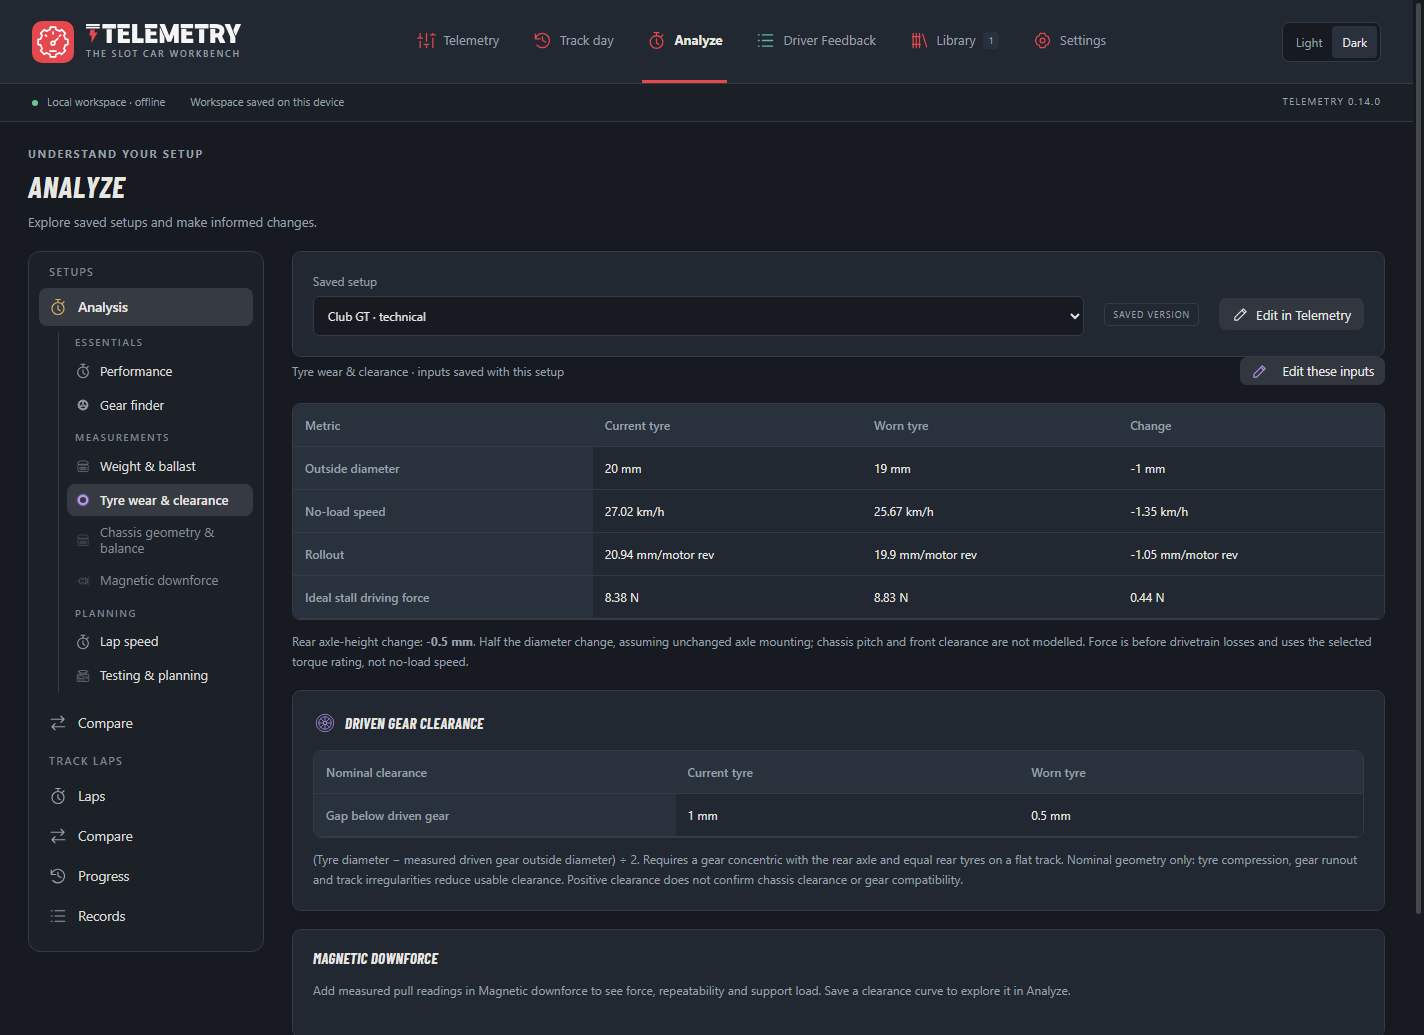 TELEMETRY
THE SLOT CAR WORKBENCH
Telemetry
Track day
Analyze
Driver Feedback
Library 1
Settings
Light Dark
Local workspace · offline
Workspace saved on this device
TELEMETRY 0.14.0
UNDERSTAND YOUR SETUP
ANALYZE
Explore saved setups and make informed changes.
SETUPS
Analysis
ESSENTIALS
Performance
Gear finder
MEASUREMENTS
Weight & ballast
Tyre wear & clearance
Chassis geometry &
balance
Magnetic downforce
PLANNING
Lap speed
Testing & planning
Compare
TRACK LAPS
Laps
Compare
Progress
Records
Saved setup
Club GT · technical
SAVED VERSION
Edit in Telemetry
Tyre wear & clearance · inputs saved with this setup
Edit these inputs
Metric Current tyre Worn tyre Change
Outside diameter 20 mm 19 mm -1 mm
No-load speed 27.02 km/h 25.67 km/h -1.35 km/h
Rollout 20.94 mm/motor rev 19.9 mm/motor rev -1.05 mm/motor rev
Ideal stall driving force 8.38 N 8.83 N 0.44 N
Rear axle-height change: -0.5 mm. Half the diameter change, assuming unchanged axle mounting; chassis pitch and front clearance are not modelled. Force is before drivetrain losses and uses the selected
torque rating, not no-load speed.
DRIVEN GEAR CLEARANCE
Nominal clearance Current tyre Worn tyre
Gap below driven gear 1 mm 0.5 mm
(Tyre diameter − measured driven gear outside diameter) ÷ 2. Requires a gear concentric with the rear axle and equal rear tyres on a flat track. Nominal geometry only: tyre compression, gear runout
and track irregularities reduce usable clearance. Positive clearance does not confirm chassis clearance or gear compatibility.
MAGNETIC DOWNFORCE
Add measured pull readings in Magnetic downforce to see force, repeatability and support load. Save a clearance curve to explore it in Analyze.